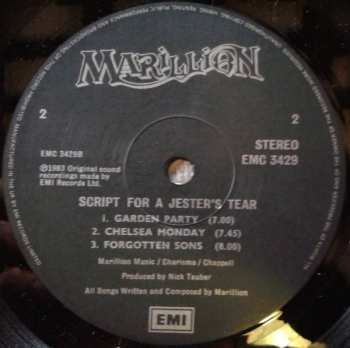 MARILLION
2
2
EMC 3429B
STEREO
EMC 3429
Ⓟ1983 Original sound
recordings made by
EMI Records Ltd.
SCRIPT FOR A JESTER'S TEAR
1. GARDEN PARTY (7.00)
2. CHELSEA MONDAY (7.45)
3. FORGOTTEN SONS (8.00)
Marillion Music / Charisma / Chappell
Produced by Nick Tauber
All Songs Written and Composed by Marillion
EMI